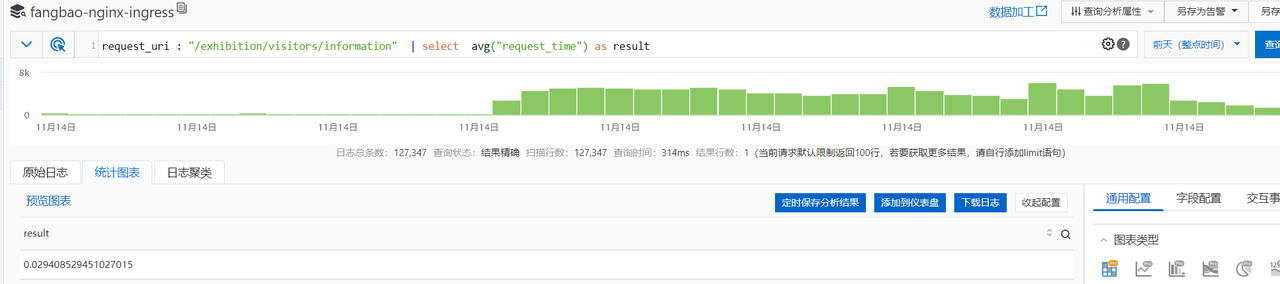 fangbao-nginx-ingress 数据加工 查询分析属性 另存为告警 另存
1 request_uri : "/exhibition/visitors/information" | select avg("request_time") as result 前天（整点时间） 查询
8k
0
11月14日 11月14日 11月14日 11月14日 11月14日 11月14日 11月14日 11月14日 11月14日
日志总条数：127,347 查询状态：结果精确 扫描行数：127,347 查询时间：314ms 结果行数：1（当前请求默认限制返回100行，若要获取更多结果，请自行添加limit语句）
原始日志 统计图表 日志聚类
预览图表 定时保存分析结果 添加到仪表盘 下载日志 收起配置 通用配置 字段配置 交互事
result
图表类型
0.029408529451027015